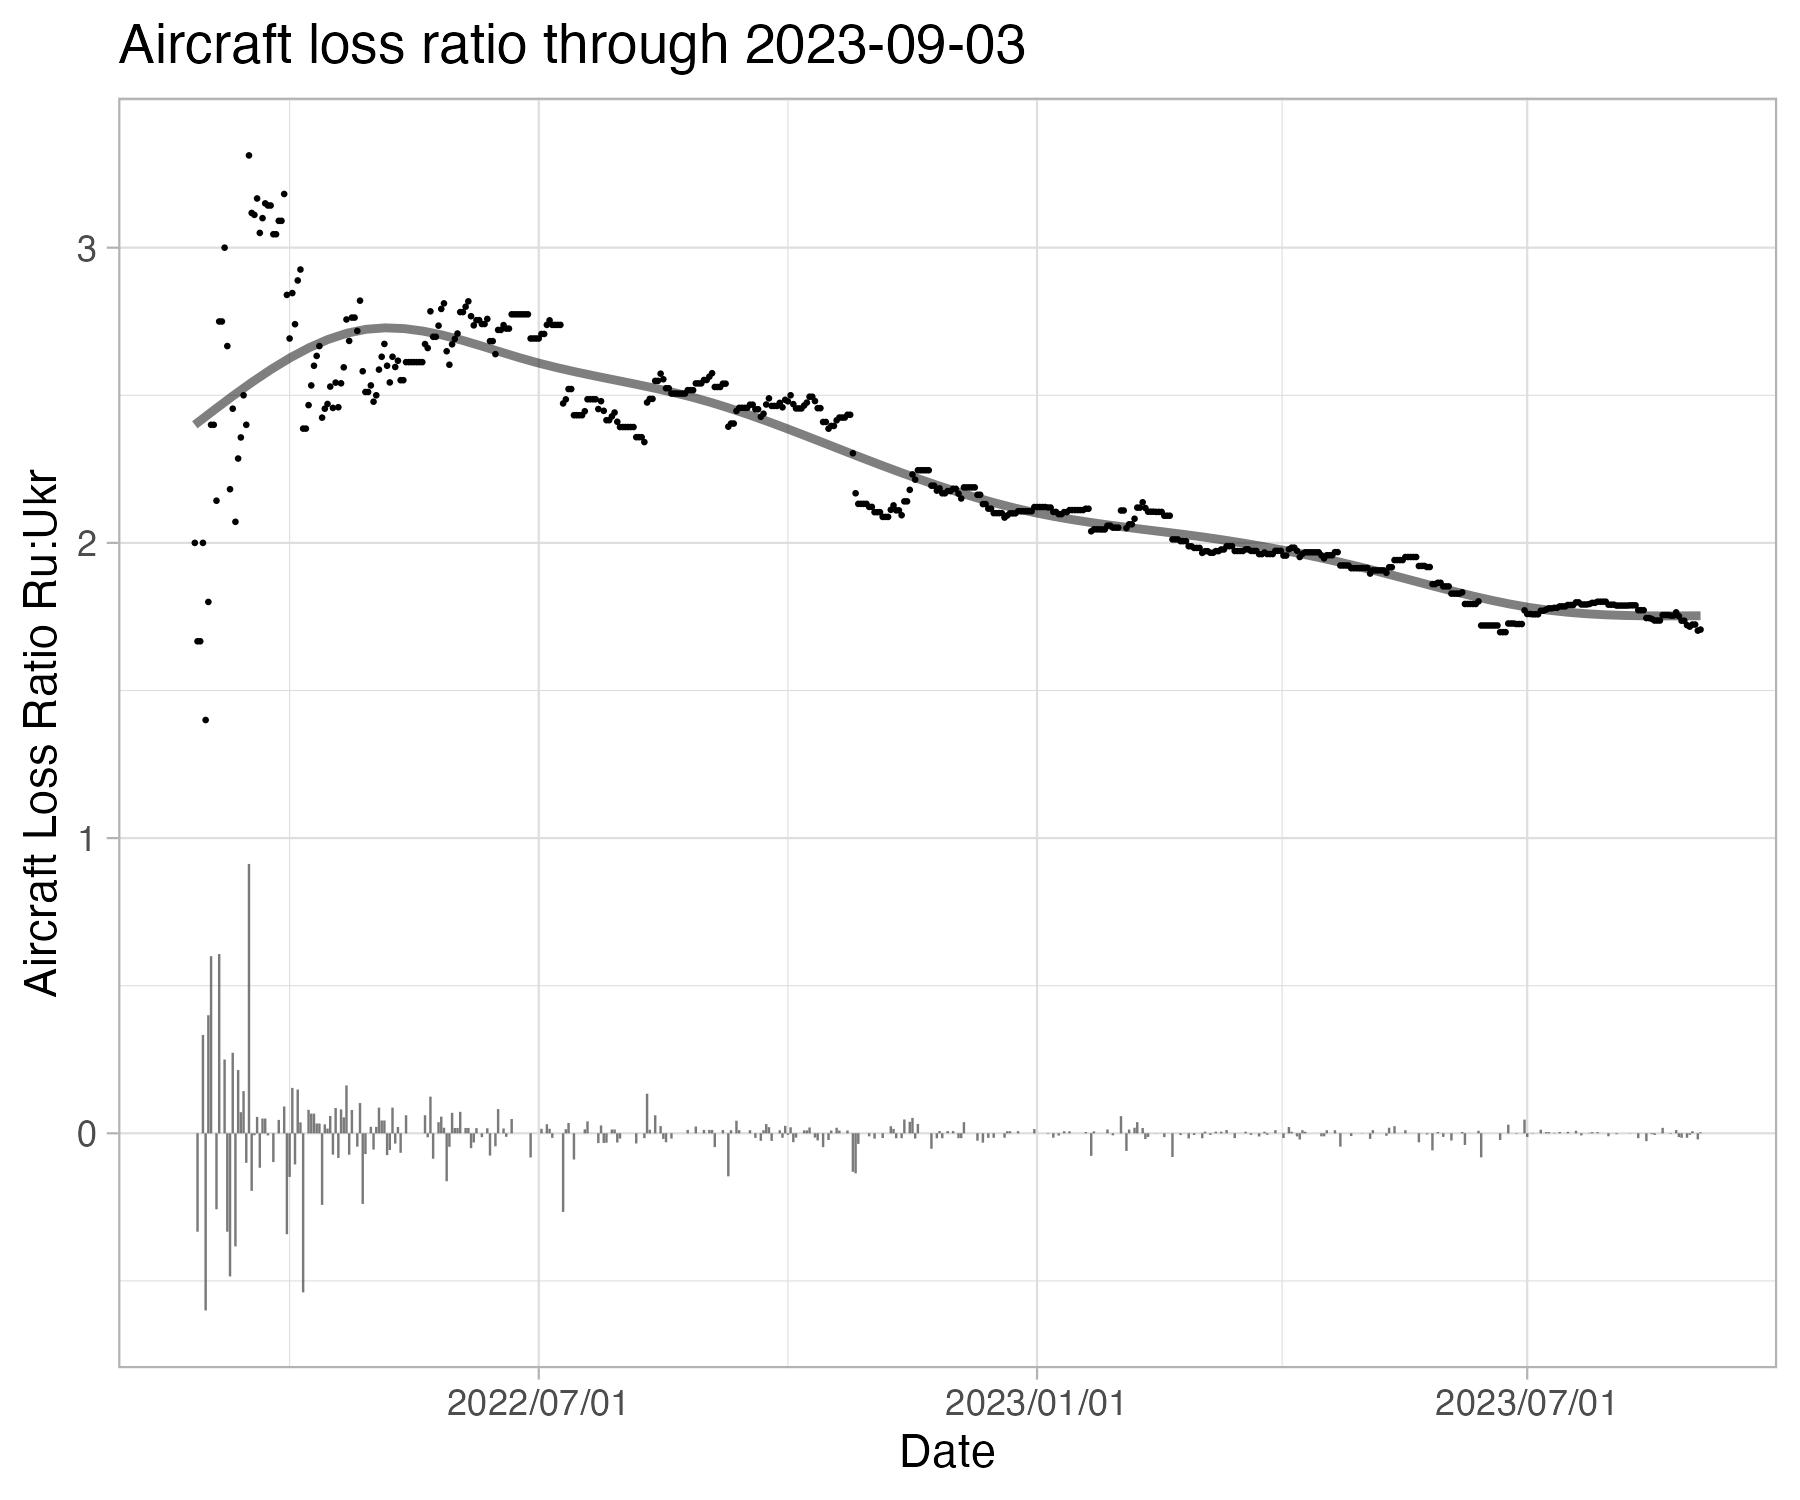 Aircraft loss ratio through 2023-09-03
Aircraft Loss Ratio Ru:Ukr
3
2
1
0
2022/07/01
2023/01/01
2023/07/01
Date